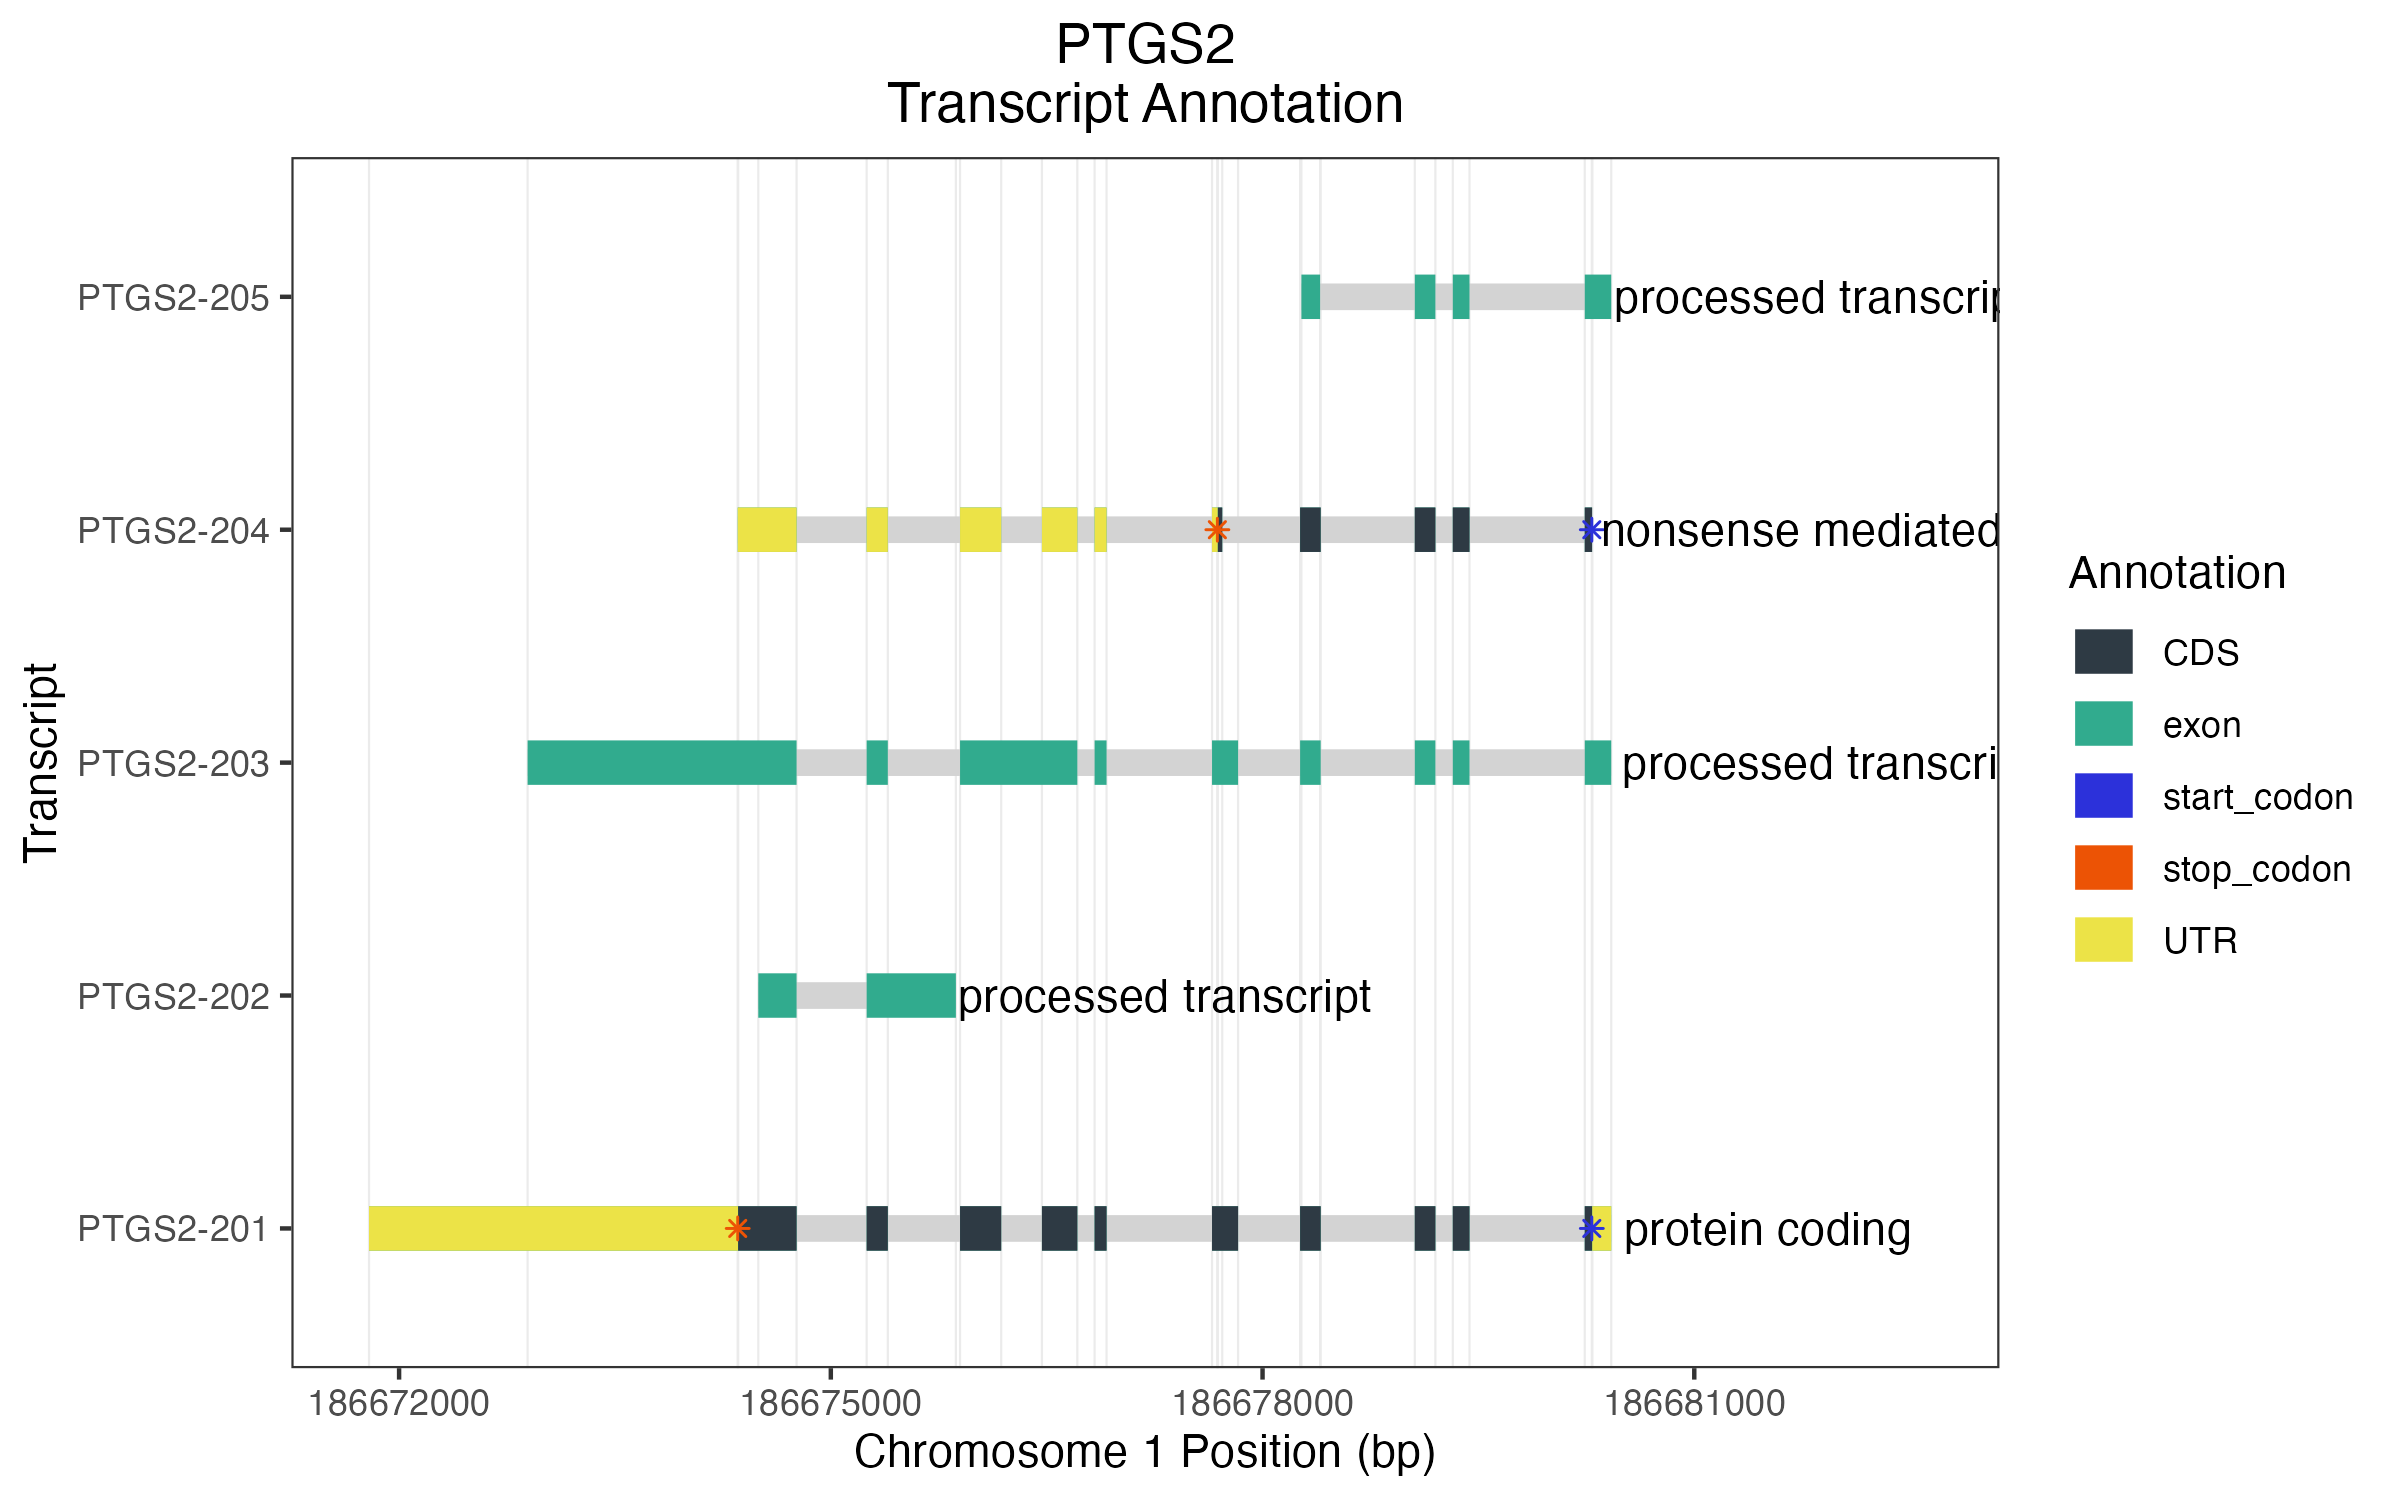 PTGS2
Transcript Annotation
Transcript
PTGS2-205
processed transcrip
PTGS2-204
nonsense mediated
PTGS2-203
processed transcri
PTGS2-202
processed transcript
PTGS2-201
protein coding
186672000 186675000 186678000 186681000
Chromosome 1 Position (bp)
Annotation
CDS
exon
start_codon
stop_codon
UTR